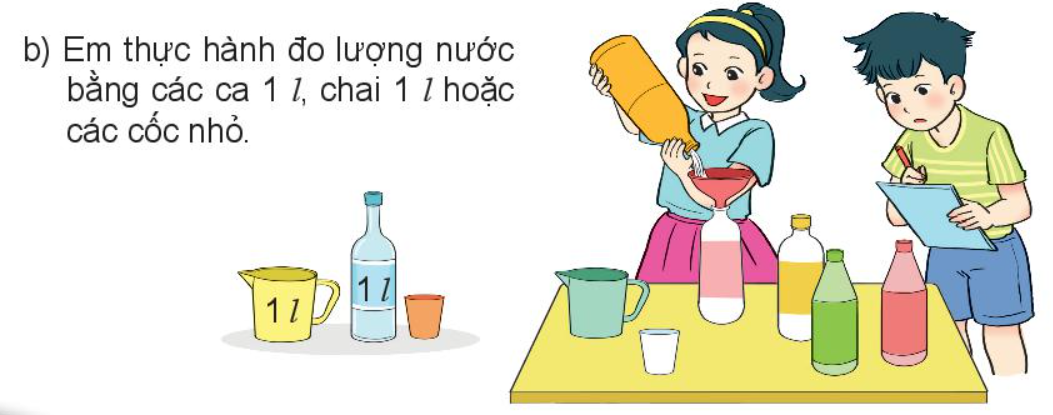 b) Em thực hành đo lượng nước
bằng các ca 1 l, chai 1 l hoặc
các cốc nhỏ.
1 l
1 l